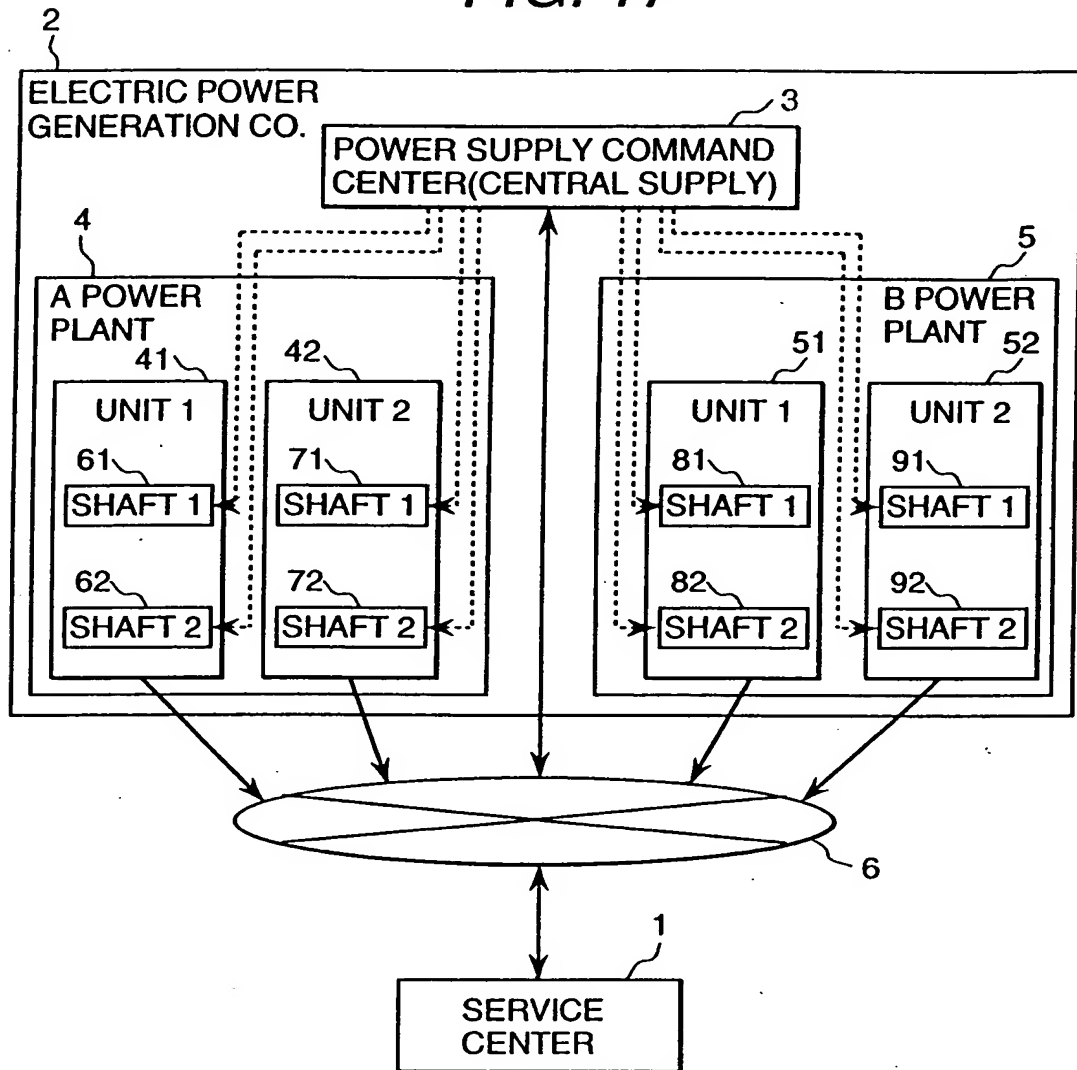 2
ELECTRIC POWER
GENERATION CO.
3
POWER SUPPLY COMMAND
CENTER(CENTRAL SUPPLY)
4
A POWER
PLANT
5
B POWER
PLANT
41
UNIT 1
61
SHAFT 1
62
SHAFT 2
42
UNIT 2
71
SHAFT 1
72
SHAFT 2
51
UNIT 1
81
SHAFT 1
82
SHAFT 2
52
UNIT 2
91
SHAFT 1
92
SHAFT 2
6
1
SERVICE
CENTER